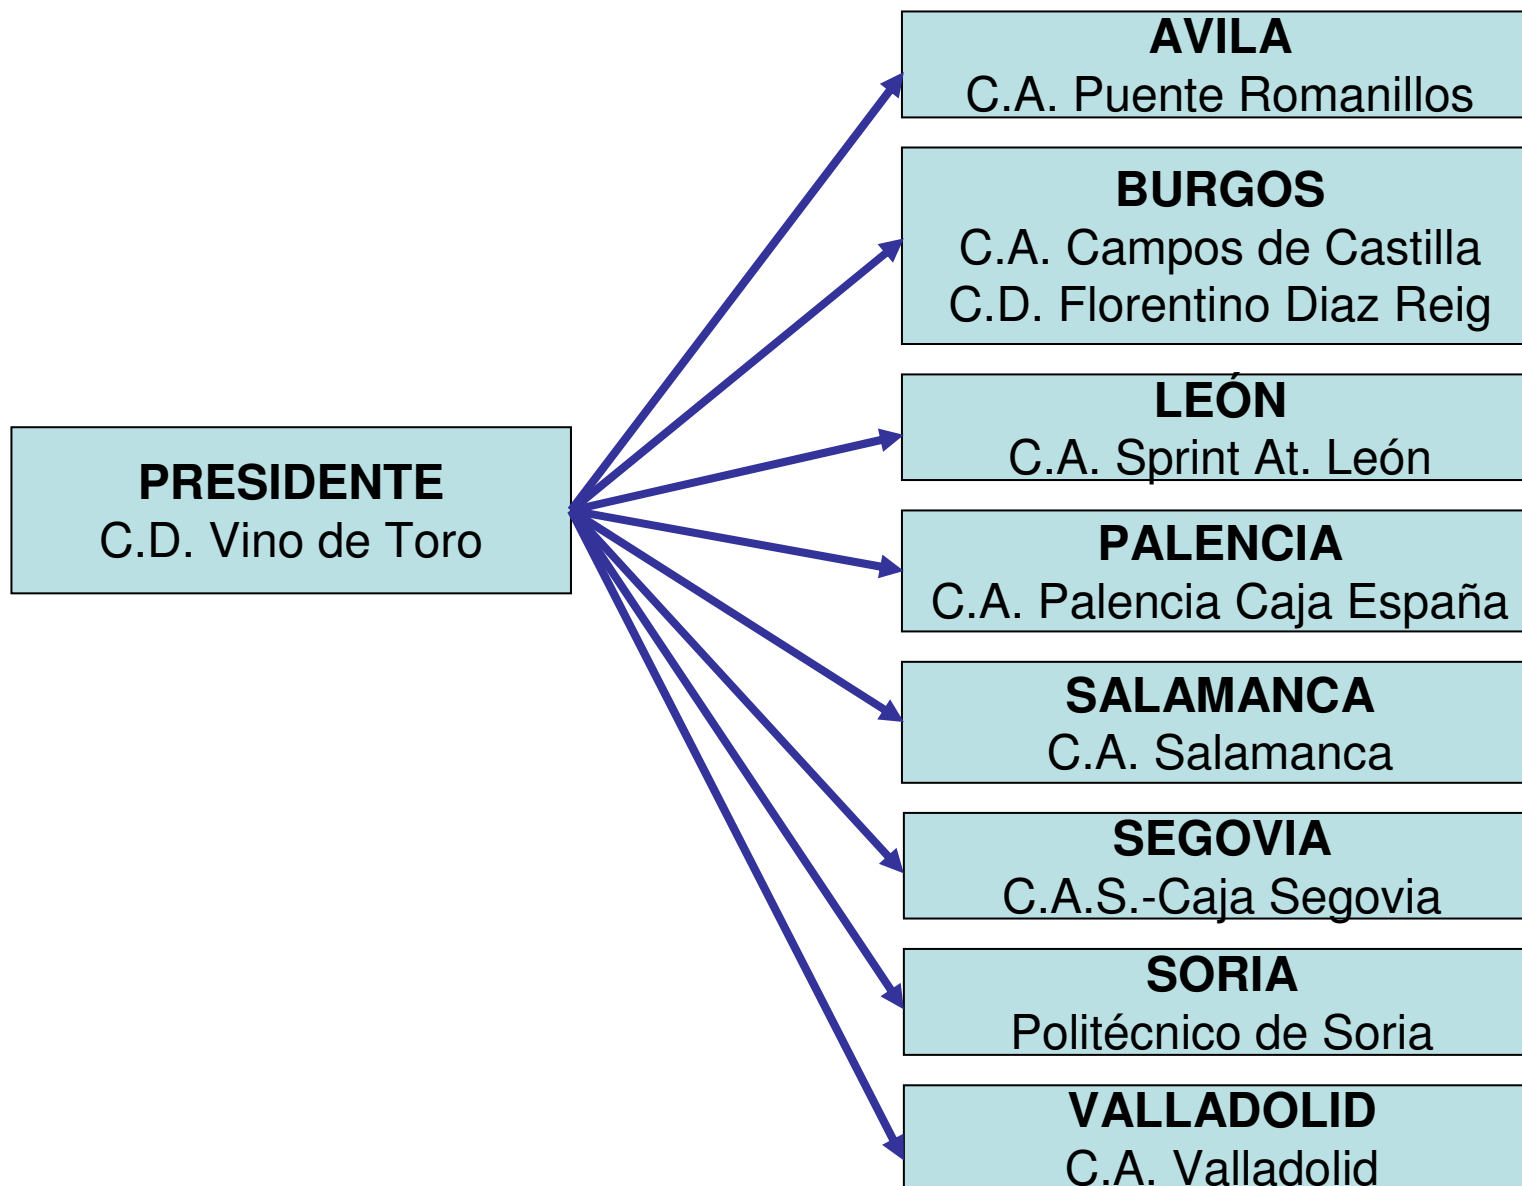 PRESIDENTE
C.D. Vino de Toro
AVILA
C.A. Puente Romanillos
BURGOS
C.A. Campos de Castilla
C.D. Florentino Diaz Reig
LEÓN
C.A. Sprint At. León
PALENCIA
C.A. Palencia Caja España
SALAMANCA
C.A. Salamanca
SEGOVIA
C.A.S.-Caja Segovia
SORIA
Politécnico de Soria
VALLADOLID
C.A. Valladolid